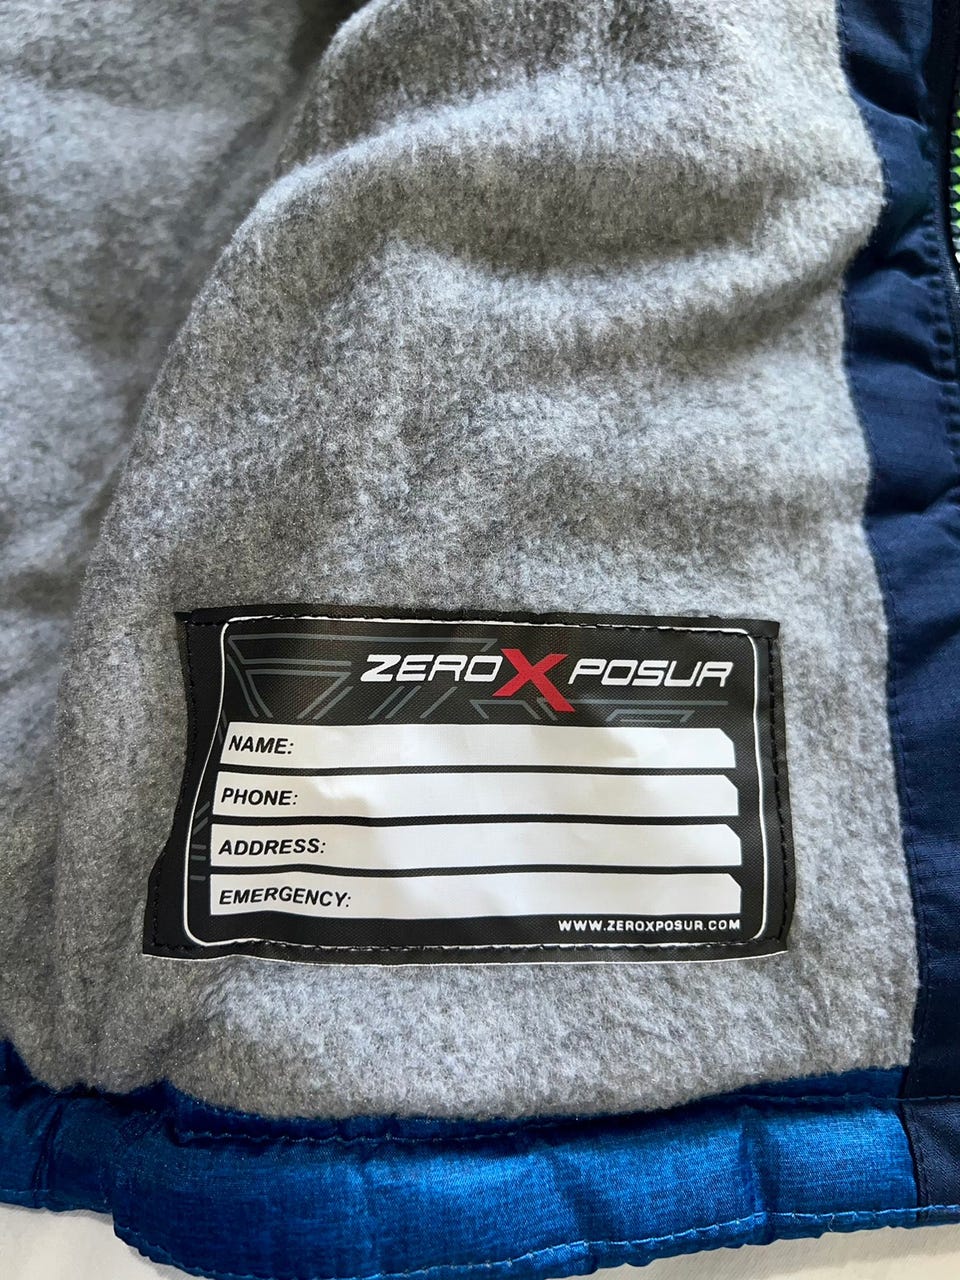 ZEROXPOSUR
NAME:
PHONE:
ADDRESS:
EMERGENCY:
WWW.ZEROXPOSUR.COM